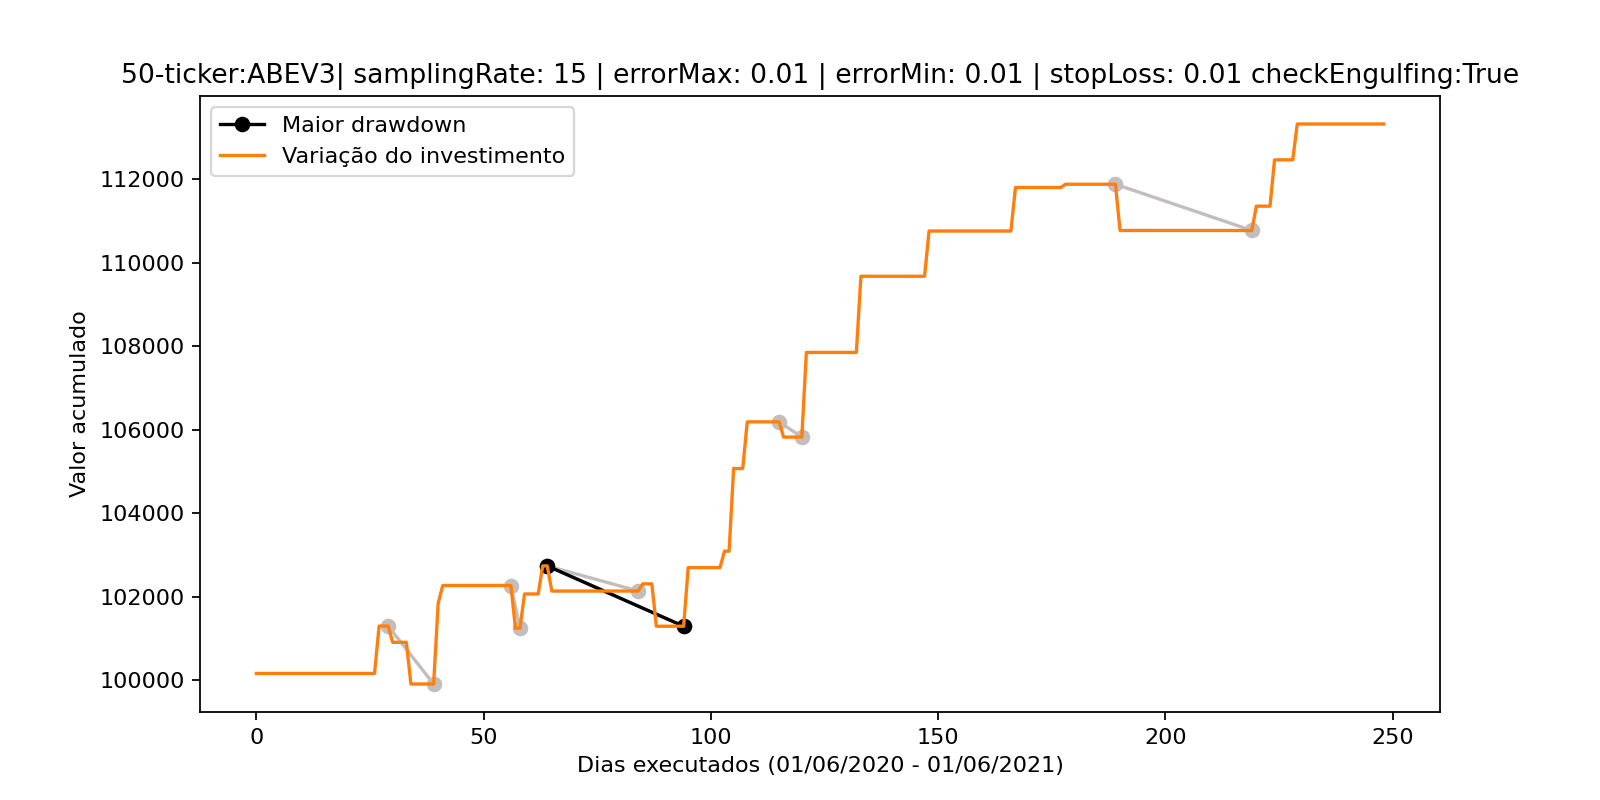 50-ticker:ABEV3| samplingRate: 15 | errorMax: 0.01 | errorMin: 0.01 | stopLoss: 0.01 checkEngulfing:True
Maior drawdown
Variação do investimento
112000
110000
108000
106000
104000
102000
100000
Valor acumulado
0 50 100 150 200 250
Dias executados (01/06/2020 - 01/06/2021)